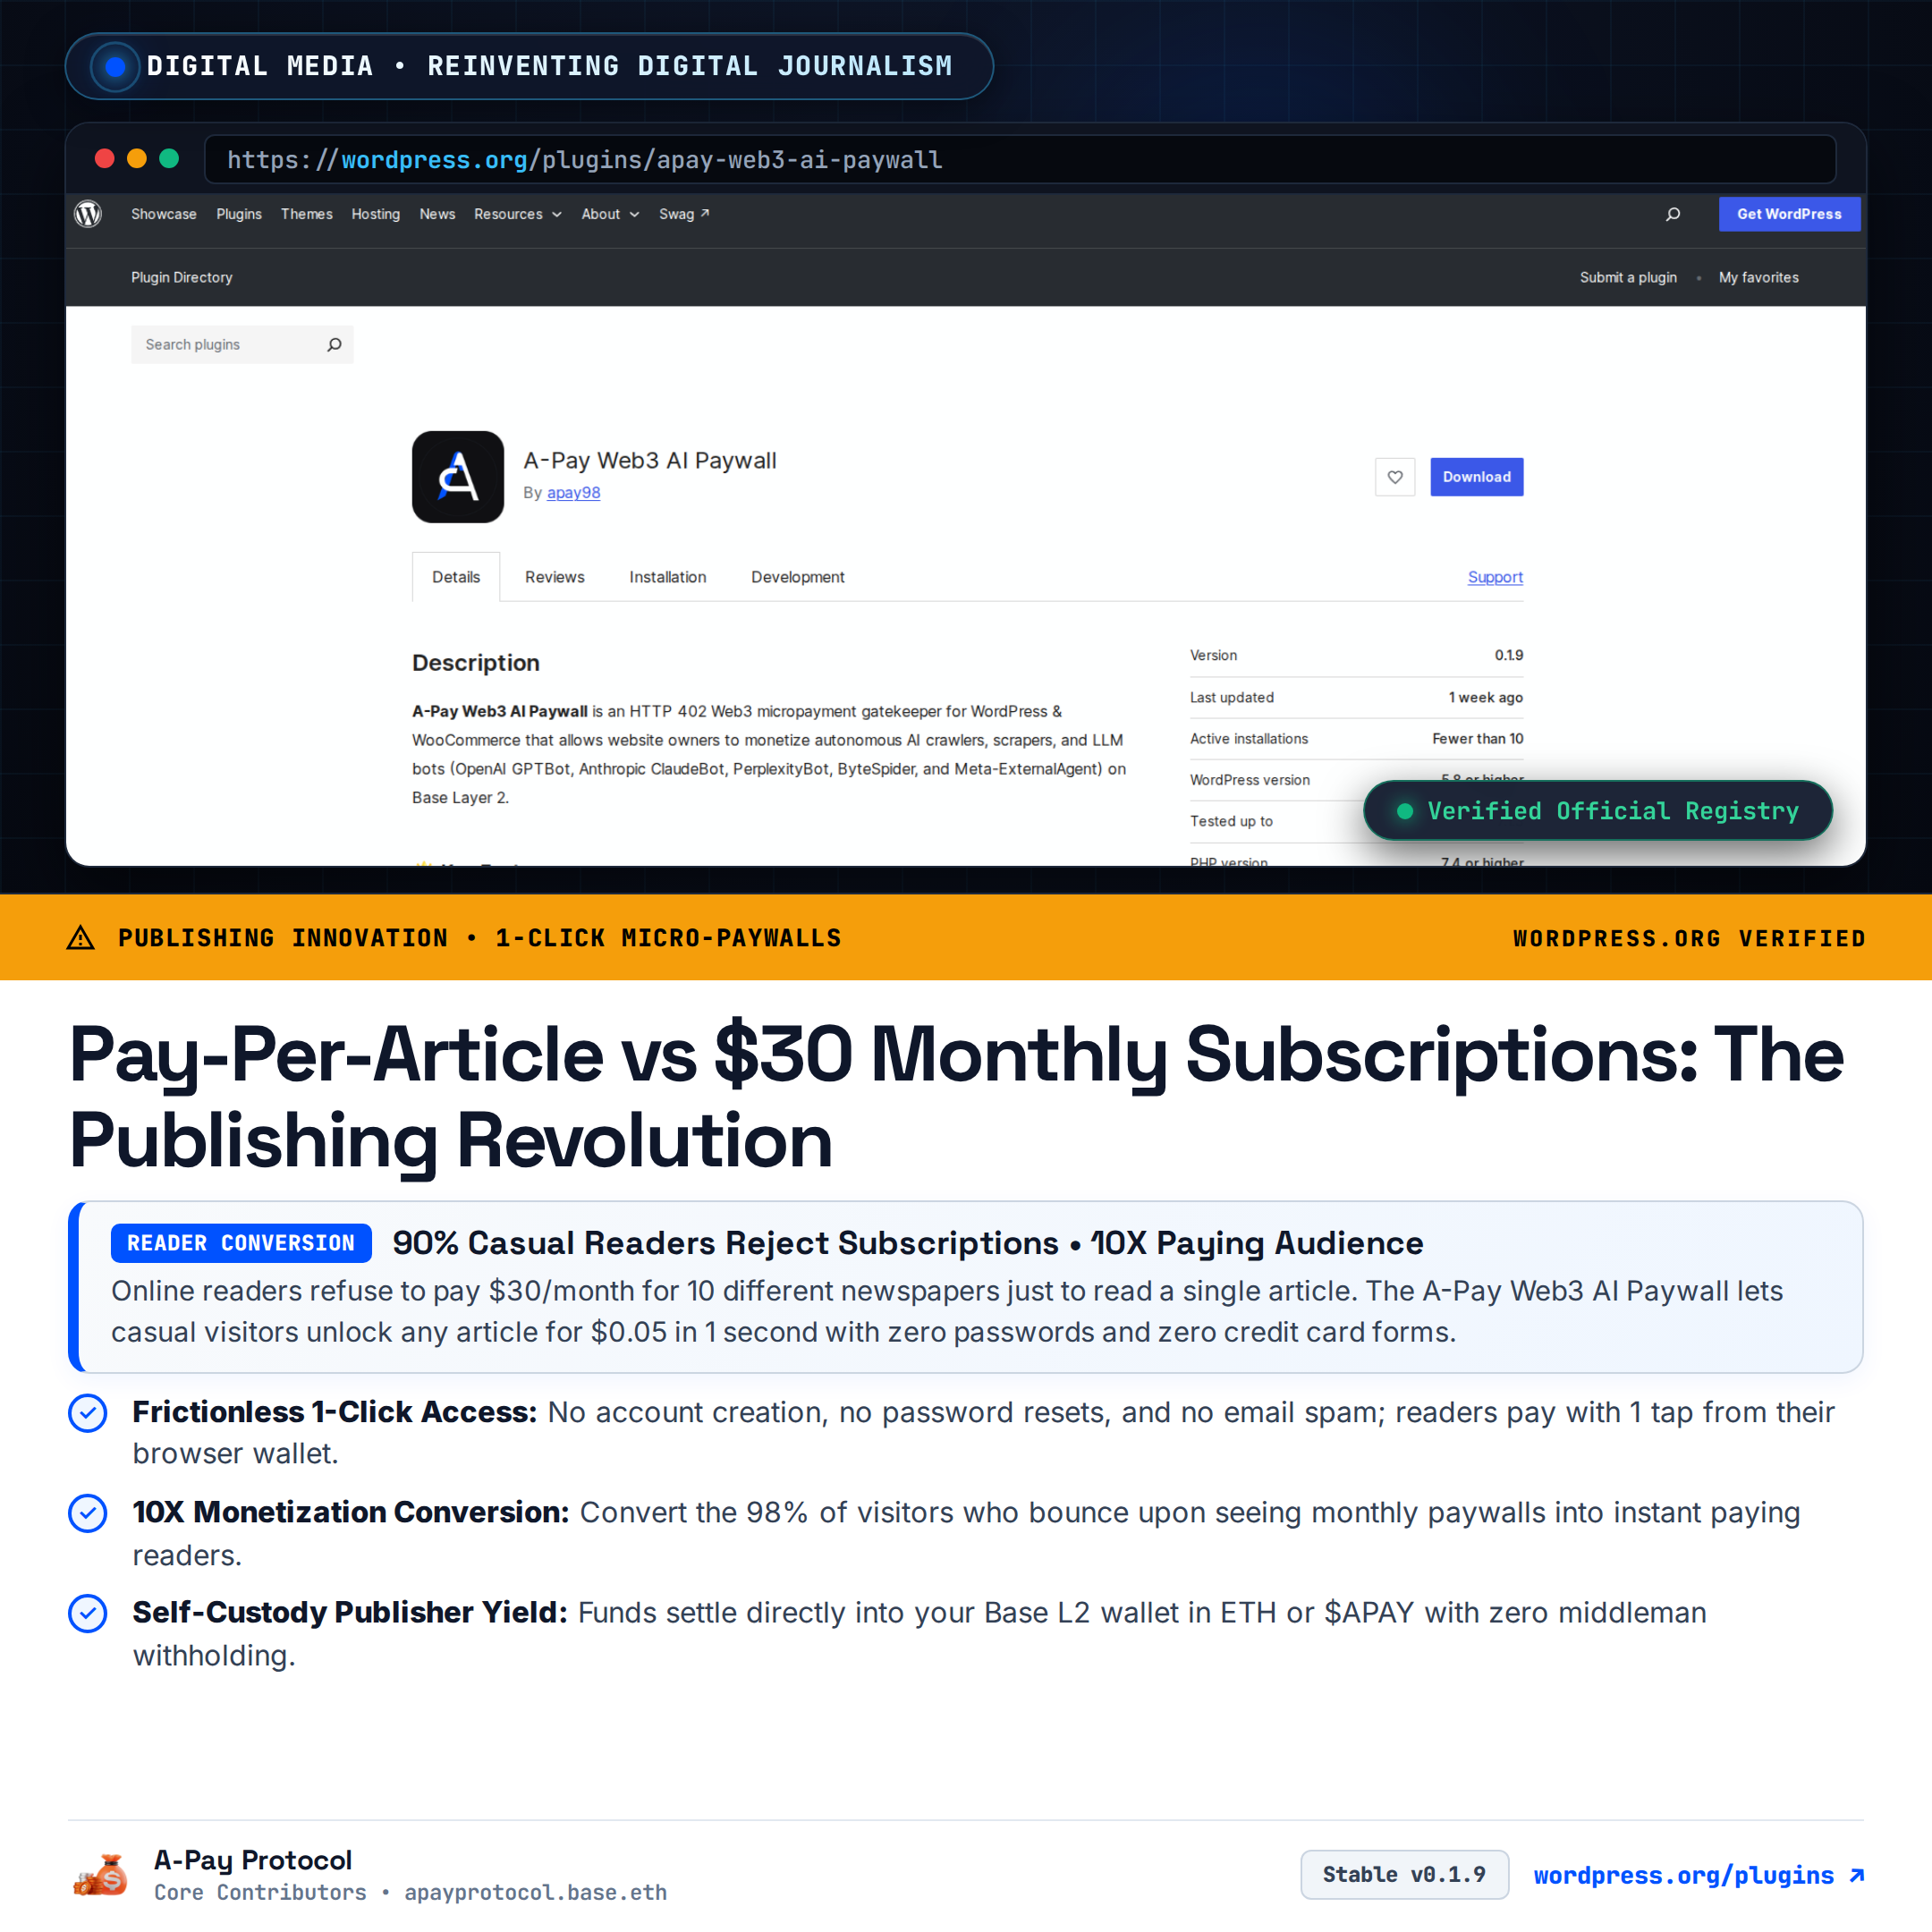 DIGITAL MEDIA • REINVENTING DIGITAL JOURNALISM
https://wordpress.org/plugins/apay-web3-ai-paywall
Showcase Plugins Themes Hosting News Resources About Swag ↗ Get WordPress
Plugin Directory Submit a plugin • My favorites
Search plugins
A-Pay Web3 AI Paywall
By apay98
Download
Details Reviews Installation Development Support
Description
A-Pay Web3 AI Paywall is an HTTP 402 Web3 micropayment gatekeeper for WordPress &
WooCommerce that allows website owners to monetize autonomous AI crawlers, scrapers, and LLM
bots (OpenAI GPTBot, Anthropic ClaudeBot, PerplexityBot, ByteSpider, and Meta-ExternalAgent) on
Base Layer 2.
Version 0.1.9
Last updated 1 week ago
Active installations Fewer than 10
WordPress version 5.8 or higher
Tested up to
PHP version 7.4 or higher
Verified Official Registry
PUBLISHING INNOVATION • 1-CLICK MICRO-PAYWALLS
WORDPRESS.ORG VERIFIED
Pay-Per-Article vs $30 Monthly Subscriptions: The
Publishing Revolution
READER CONVERSION 90% Casual Readers Reject Subscriptions • 10X Paying Audience
Online readers refuse to pay $30/month for 10 different newspapers just to read a single article. The A-Pay Web3 AI Paywall lets
casual visitors unlock any article for $0.05 in 1 second with zero passwords and zero credit card forms.
Frictionless 1-Click Access: No account creation, no password resets, and no email spam; readers pay with 1 tap from their
browser wallet.
10X Monetization Conversion: Convert the 98% of visitors who bounce upon seeing monthly paywalls into instant paying
readers.
Self-Custody Publisher Yield: Funds settle directly into your Base L2 wallet in ETH or $APAY with zero middleman
withholding.
A-Pay Protocol
Core Contributors • apayprotocol.base.eth
Stable v0.1.9
wordpress.org/plugins ↗